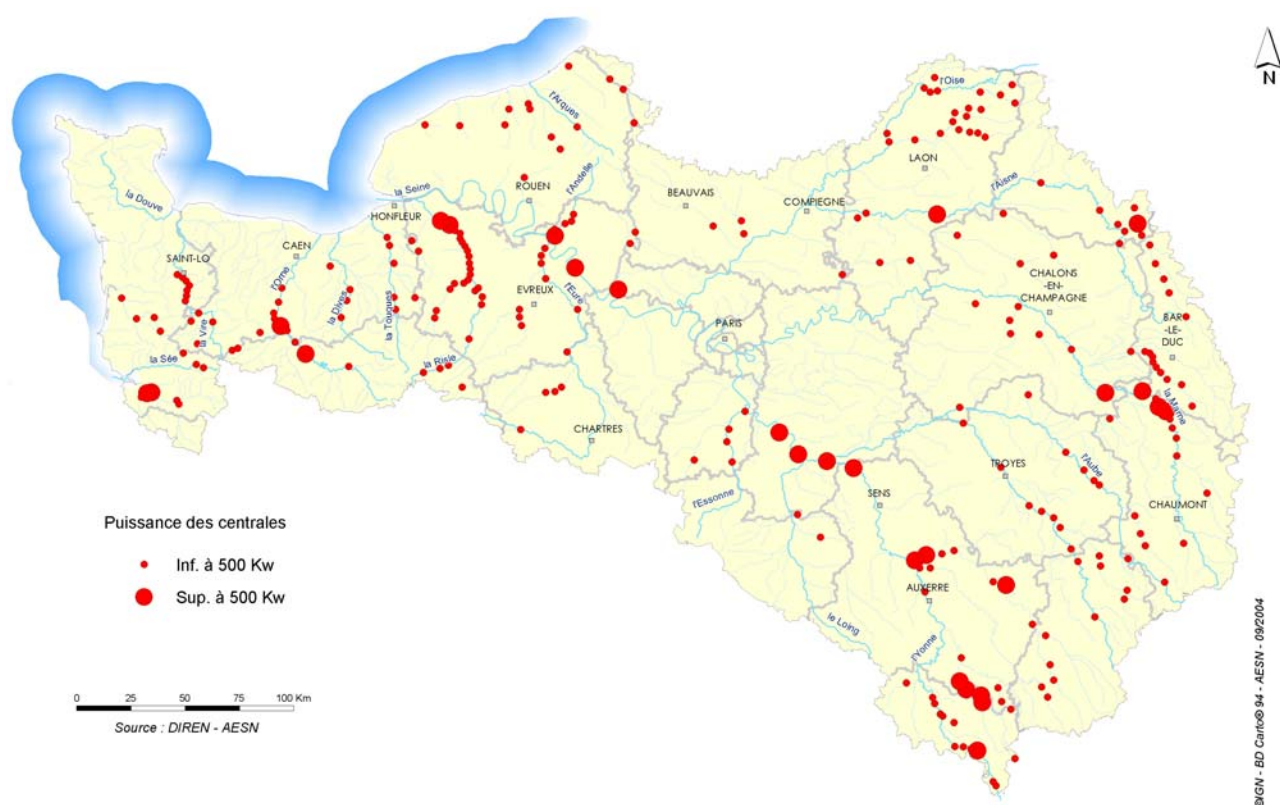 l'Oise
N
l'Arques
LAON
l'Andelle
l'Aisne
la Seine
ROUEN
BEAUVAIS
COMPIEGNE
la Douve
HONFLEUR
CAEN
SAINT-LO
l'Orne
la Dives
la Touques
EVREUX
l'Eure
CHALONS
-EN-
CHAMPAGNE
la Vire
PARIS
BAR
-LE-
DUC
la Sée
la Risle
la Marne
CHARTRES
l'Aube
TROYES
l'Essonne
SENS
CHAUMONT
Puissance des centrales
Inf. à 500 Kw
Sup. à 500 Kw
AUXERRE
le Loing
l'Yonne
0 25 50 75 100 Km
Source : DIREN - AESN
©IGN - BD Carto® 94 - AESN - 09/2004